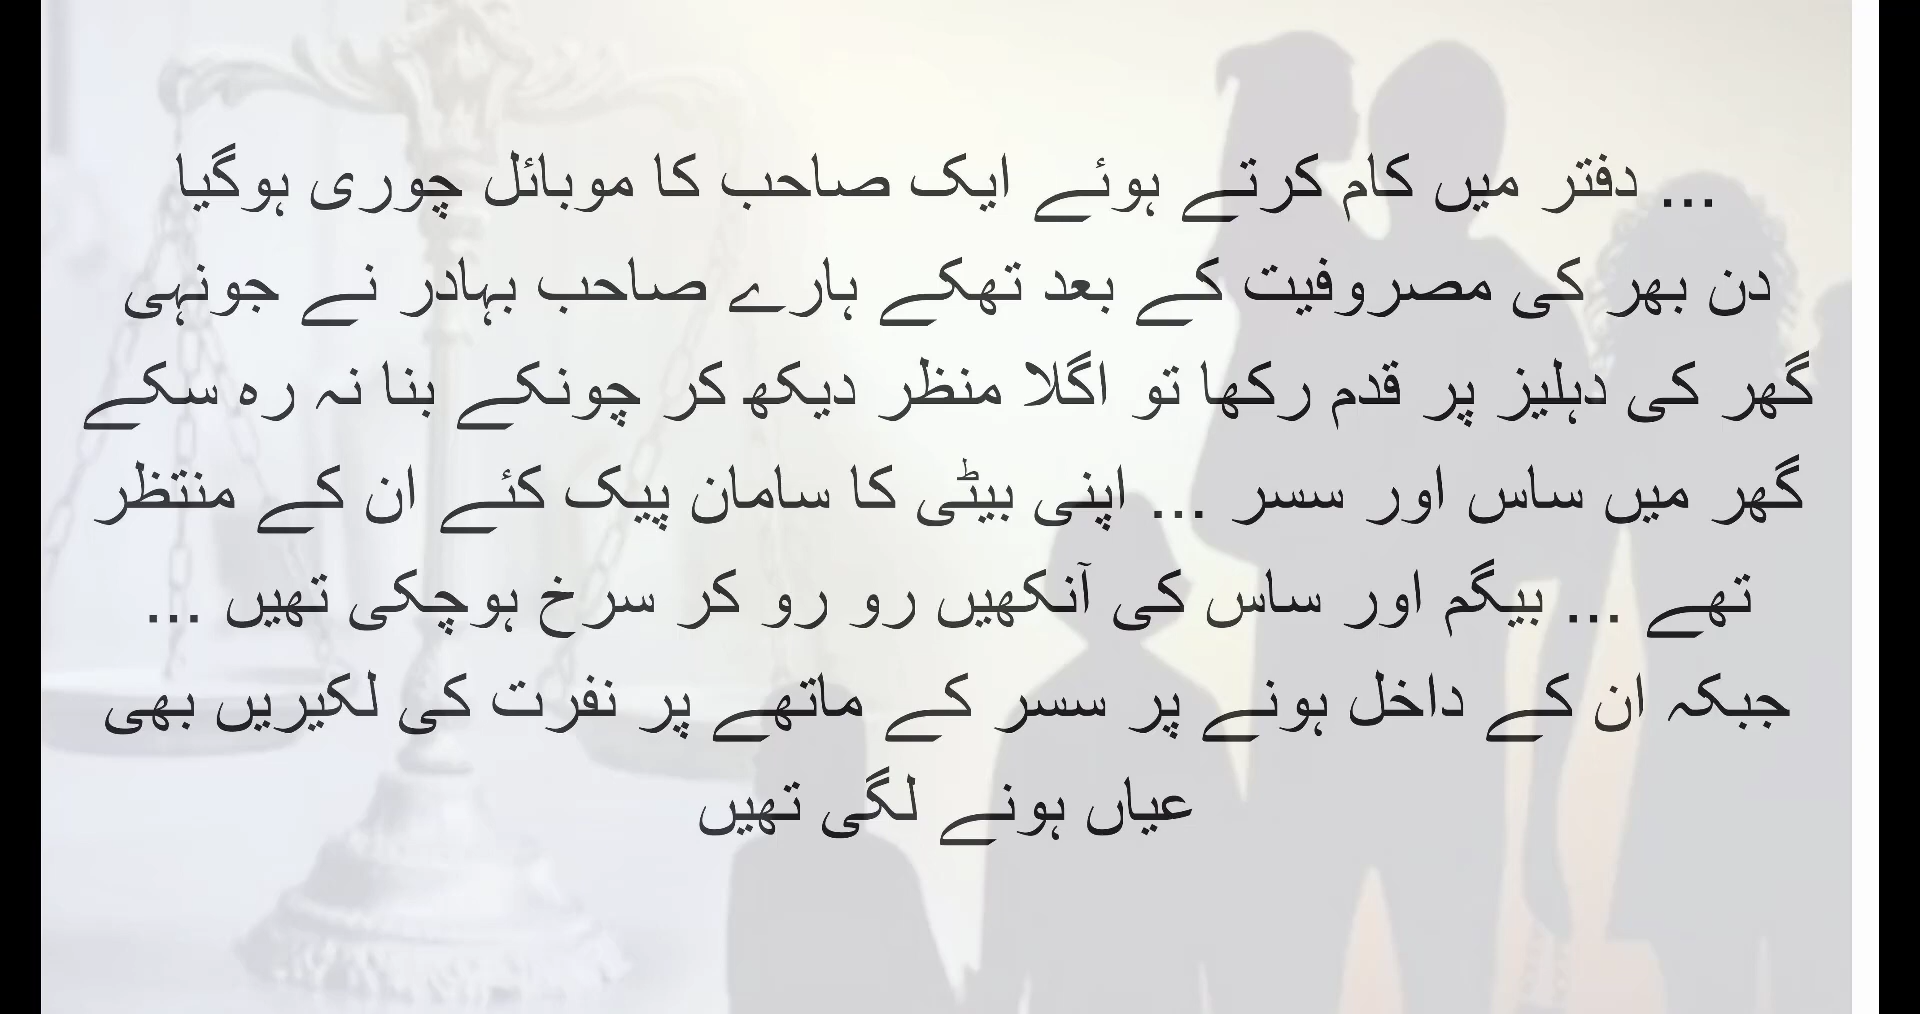 ... دفتر میں کام کرتے ہوئے ایک صاحب کا موبائل چوری ہوگیا
دن بھر کی مصروفیت کے بعد تھکے ہارے صاحب بہادر نے جونہی
گھر کی دہلیز پر قدم رکھا تو اگلا منظر دیکھ کر چونکے بنا نہ رہ سکے
گھر میں ساس اور سسر ... اپنی بیٹی کا سامان پیک کئے ان کے منتظر
تھے ... بیگم اور ساس کی آنکھیں رو رو کر سرخ ہوچکی تھیں ...
جبکہ ان کے داخل ہونے پر سسر کے ماتھے پر نفرت کی لکیریں بھی
عیاں ہونے لگی تھیں